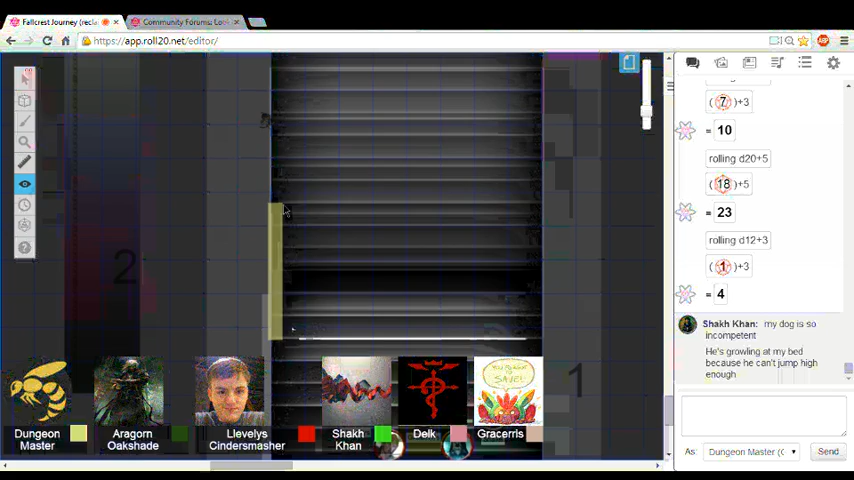 Fallcrest Journey (recla
Community Forums: Loo
https://app.roll20.net/editor/
ABP
(7)+3
= 10
rolling d20+5
(18)+5
= 23
rolling d12+3
(1)+3
= 4
Shakh Khan: my dog is so
incompetent
He's growling at my bed
because he can't jump high
enough
2
1
SAVE!
Dungeon
Master
Aragorn
Oakshade
Llevelys
Cindersmasher
Shakh
Khan
Delk
Gracerris
As:
Dungeon Master (
Send